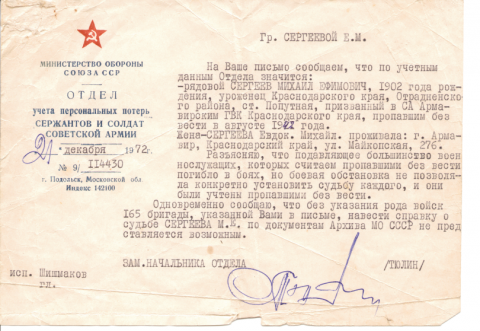 Гр. СЕРГЕЕВОЙ Е.М.
МИНИСТЕРСТВО ОБОРОНЫ
СОЮЗА ССР
ОТДЕЛ
учета персональных потерь
СЕРЖАНТОВ И СОЛДАТ
СОВЕТСКОЙ АРМИИ
"21" декабря 1972г.
№ 9/ II4430
г. Подольск, Московской обл.
Индекс 142100
На Ваше письмо сообщаем, что по учетным
данным Отдела значится:
-рядовой СЕРГЕЕВ МИХАИЛ ЕФИМОВИЧ, 1902 года рож-
дения, уроженец Краснодарского края, Отрадненско-
го района, ст. Попутная, призванный в СА Арма-
вирским ГВК Краснодарского края, пропавшим без
вести в августе года.
Жена-СЕРГЕЕВА Евдок. Михайл. проживала: г. Арма-
вир, Краснодарский край, ул. Майкопская, 276.
Разъясняю, что подавляющее большинство воен-
нослужащих, которых считаем пропавшими без вести
погибло в боях, но боевая обстановка не позволя-
ла конкретно установить судьбу каждого, и они
были учтены пропавшими без вести.
Одновременно сообщаю, что без указания рода войск
165 бригады, указанной Вами в письме, навести справку о
судьбе СЕРГЕЕВА М.Е. по документам Архива МО СССР не пред-
ставляется возможным.
ЗАМ.НАЧАЛЬНИКА ОТДЕЛА /ТЮЛИН/
исп. Шишмаков